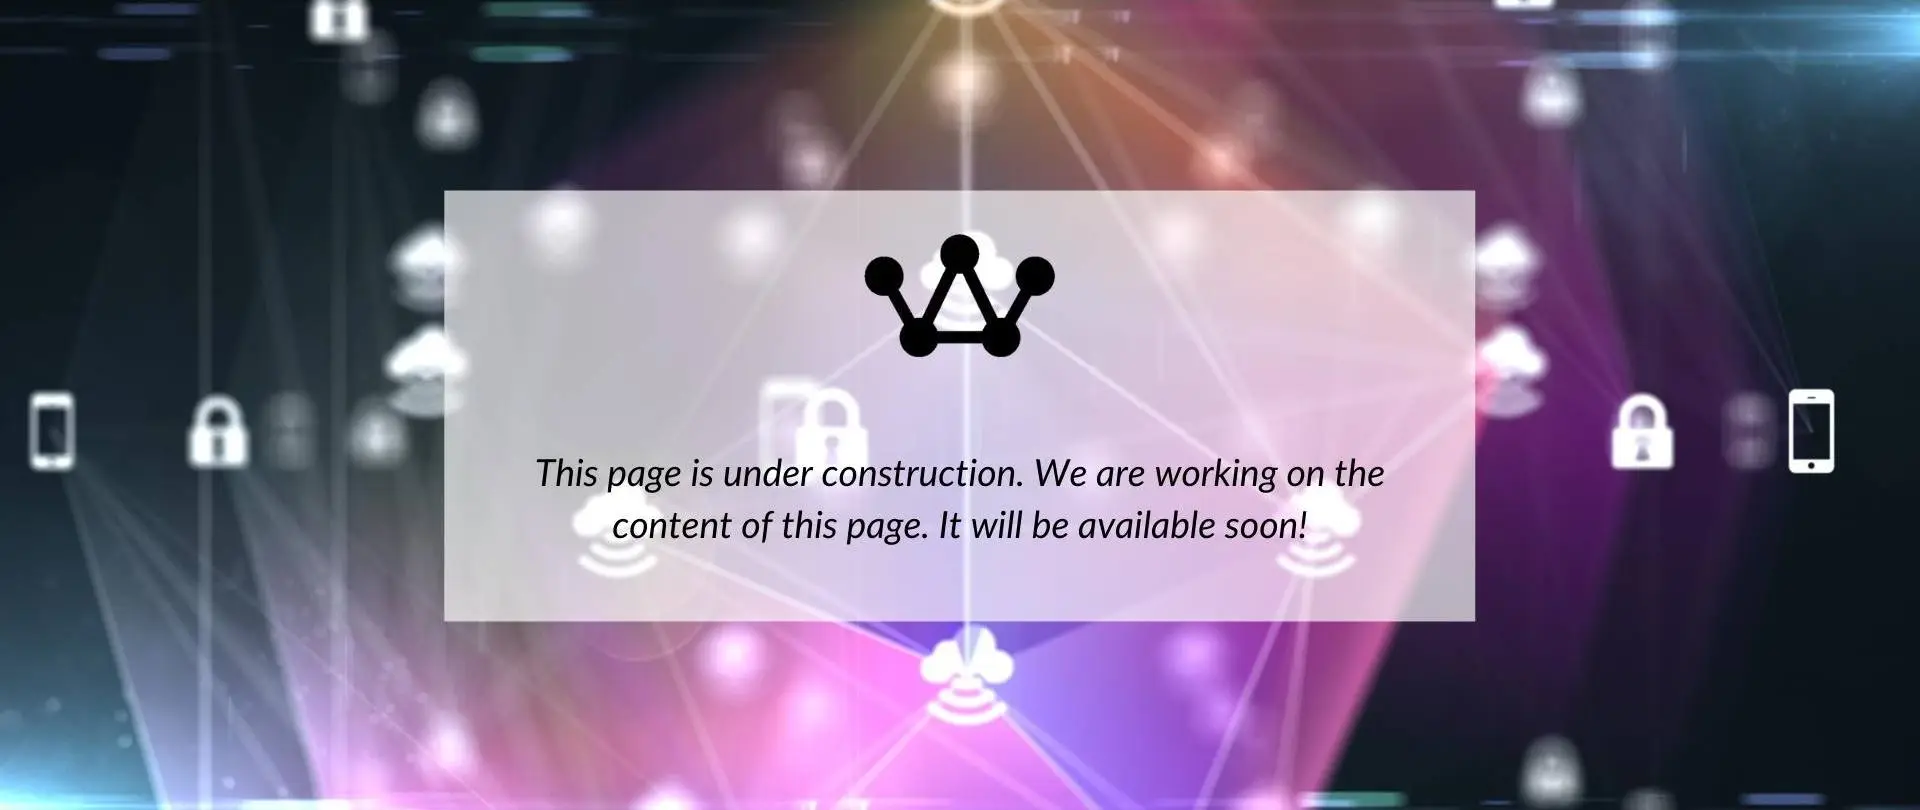 This page is under construction. We are working on the
content of this page. It will be available soon!